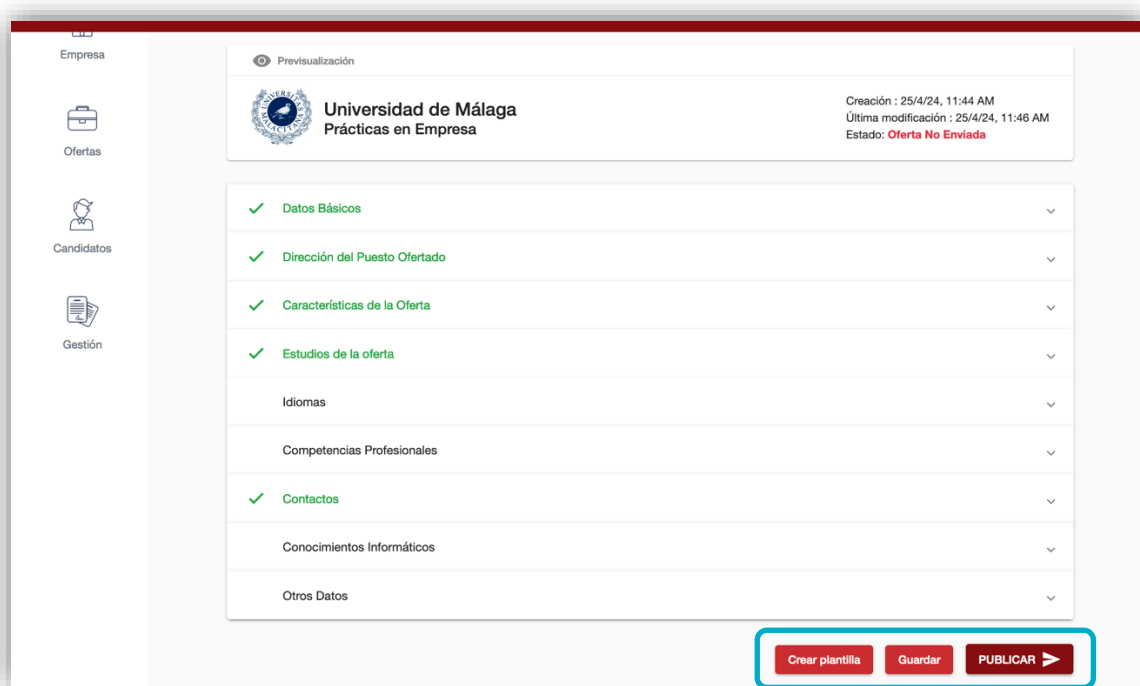 Empresa
Ofertas
Candidatos
Gestión
Previsualización
Universidad de Málaga
Prácticas en Empresa
Creación : 25/4/24, 11:44 AM
Última modificación : 25/4/24, 11:46 AM
Estado: Oferta No Enviada
Datos Básicos
Dirección del Puesto Ofertado
Características de la Oferta
Estudios de la oferta
Idiomas
Competencias Profesionales
Contactos
Conocimientos Informáticos
Otros Datos
Crear plantilla
Guardar
PUBLICAR